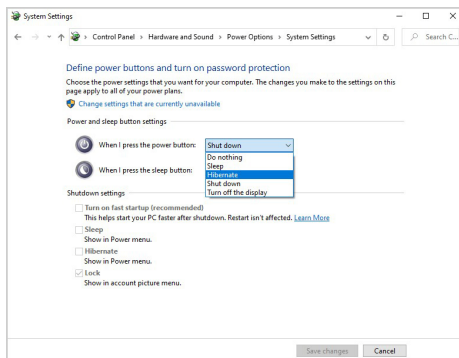 System Settings
Control Panel > Hardware and Sound > Power Options > System Settings
Search C...
Define power buttons and turn on password protection
Choose the power settings that you want for your computer. The changes you make to the settings on this
page apply to all of your power plans.
Change settings that are currently unavailable
Power and sleep button settings
When I press the power button: Shut down
Do nothing
Sleep
Hibernate
Shut down
Turn off the display
When I press the sleep button:
Shutdown settings
Turn on fast startup (recommended)
This helps start your PC faster after shutdown. Restart isn't affected. Learn More
Sleep
Show in Power menu.
Hibernate
Show in Power menu.
Lock
Show in account picture menu.
Save changes Cancel